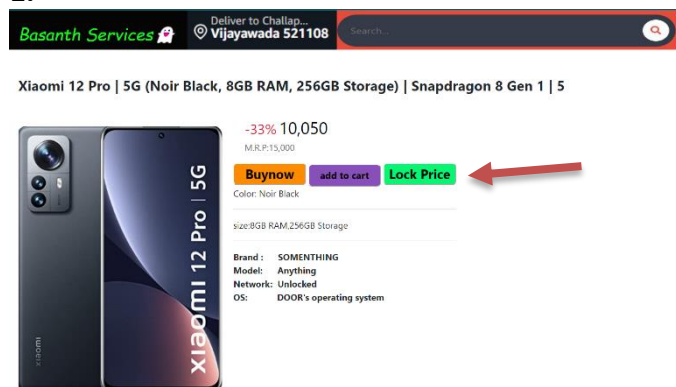 Basanth Services
Deliver to Challap...
Vijayawada 521108
Search...
Xiaomi 12 Pro | 5G (Noir Black, 8GB RAM, 256GB Storage) | Snapdragon 8 Gen 1 | 5
-33% 10,050
M.R.P:15,000
Buynow
add to cart
Lock Price
Color: Noir Black
size:8GB RAM,256GB Storage
Brand : SOMENTHING
Model: Anything
Network: Unlocked
OS: DOOR's operating system
Xiaomi 12 Pro | 5G
xiaomi